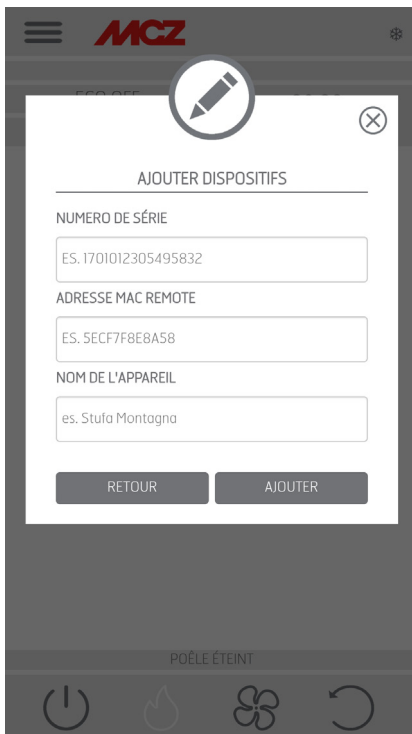 MCZ
AJOUTER DISPOSITIFS
NUMERO DE SÉRIE
ES. 1701012305495832
ADRESSE MAC REMOTE
ES. 5ECF7F8E8A58
NOM DE L'APPAREIL
es. Stufa Montagna
RETOUR
AJOUTER
POÊLE ÉTEINT